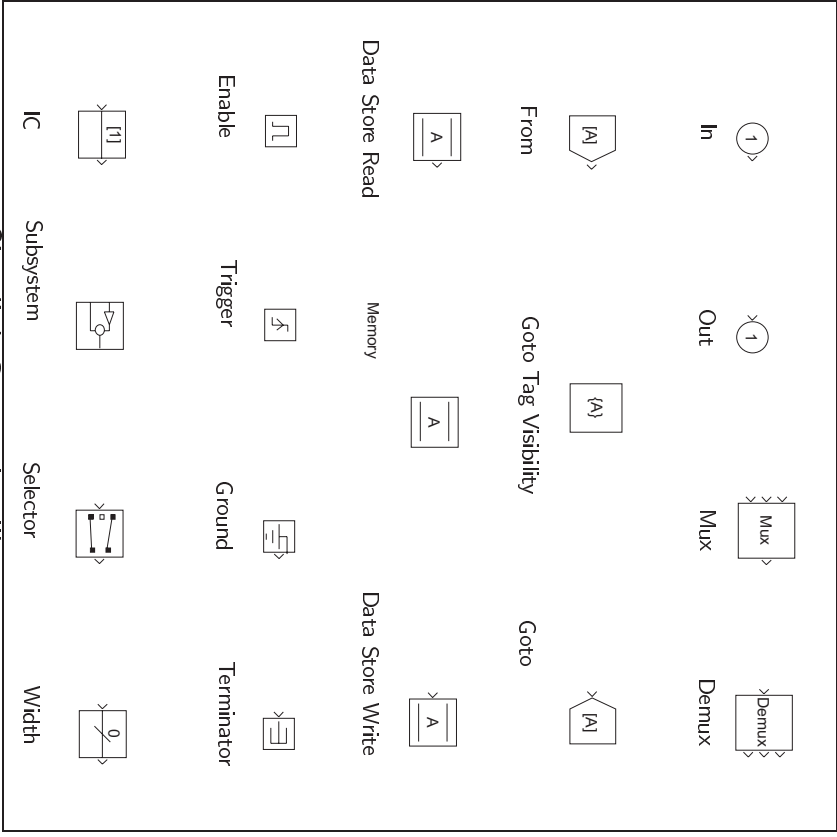 1
1
Mux
Demux
In
Out
Mux
Demux
[A]
{A}
[A]
From
Goto Tag Visibility
Goto
A
A
A
Data Store Read
Memory
Data Store Write
Enable
Trigger
Ground
Terminator
[1]
0
IC
Subsystem
Selector
Width